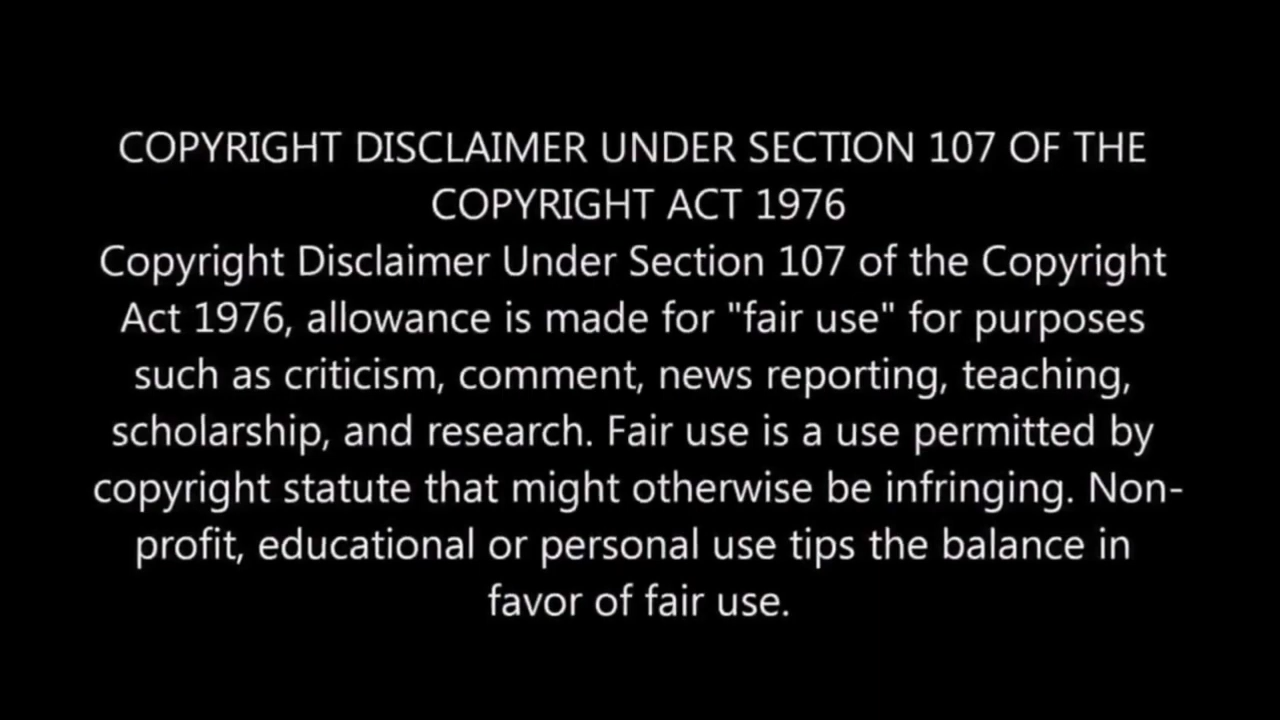 COPYRIGHT DISCLAIMER UNDER SECTION 107 OF THE
COPYRIGHT ACT 1976
Copyright Disclaimer Under Section 107 of the Copyright
Act 1976, allowance is made for "fair use" for purposes
such as criticism, comment, news reporting, teaching,
scholarship, and research. Fair use is a use permitted by
copyright statute that might otherwise be infringing. Non-
profit, educational or personal use tips the balance in
favor of fair use.